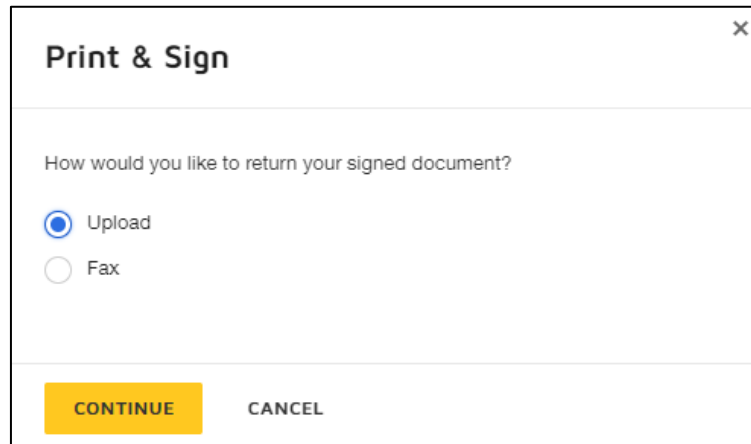 Print & Sign
How would you like to return your signed document?
Upload
Fax
CONTINUE CANCEL